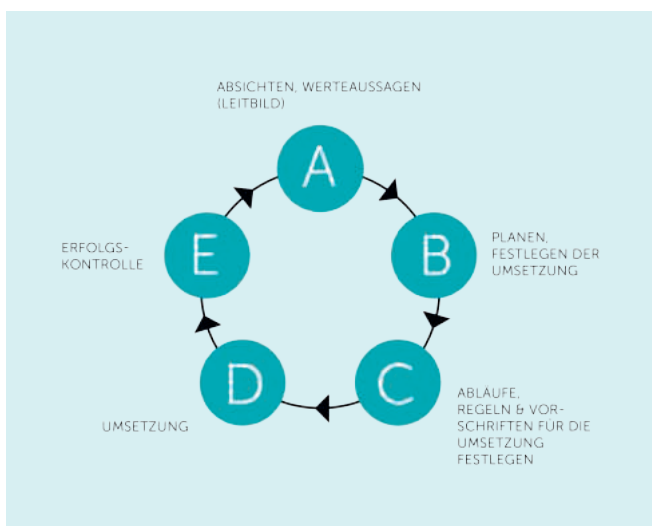 ABSICHTEN, WERTEAUSSAGEN
(LEITBILD)
A
B
PLANEN,
FESTLEGEN DER
UMSETZUNG
C
ABLÄUFE,
REGELN & VOR-
SCHRIFTEN FÜR DIE
UMSETZUNG
FESTLEGEN
D
UMSETZUNG
E
ERFOLGS-
KONTROLLE